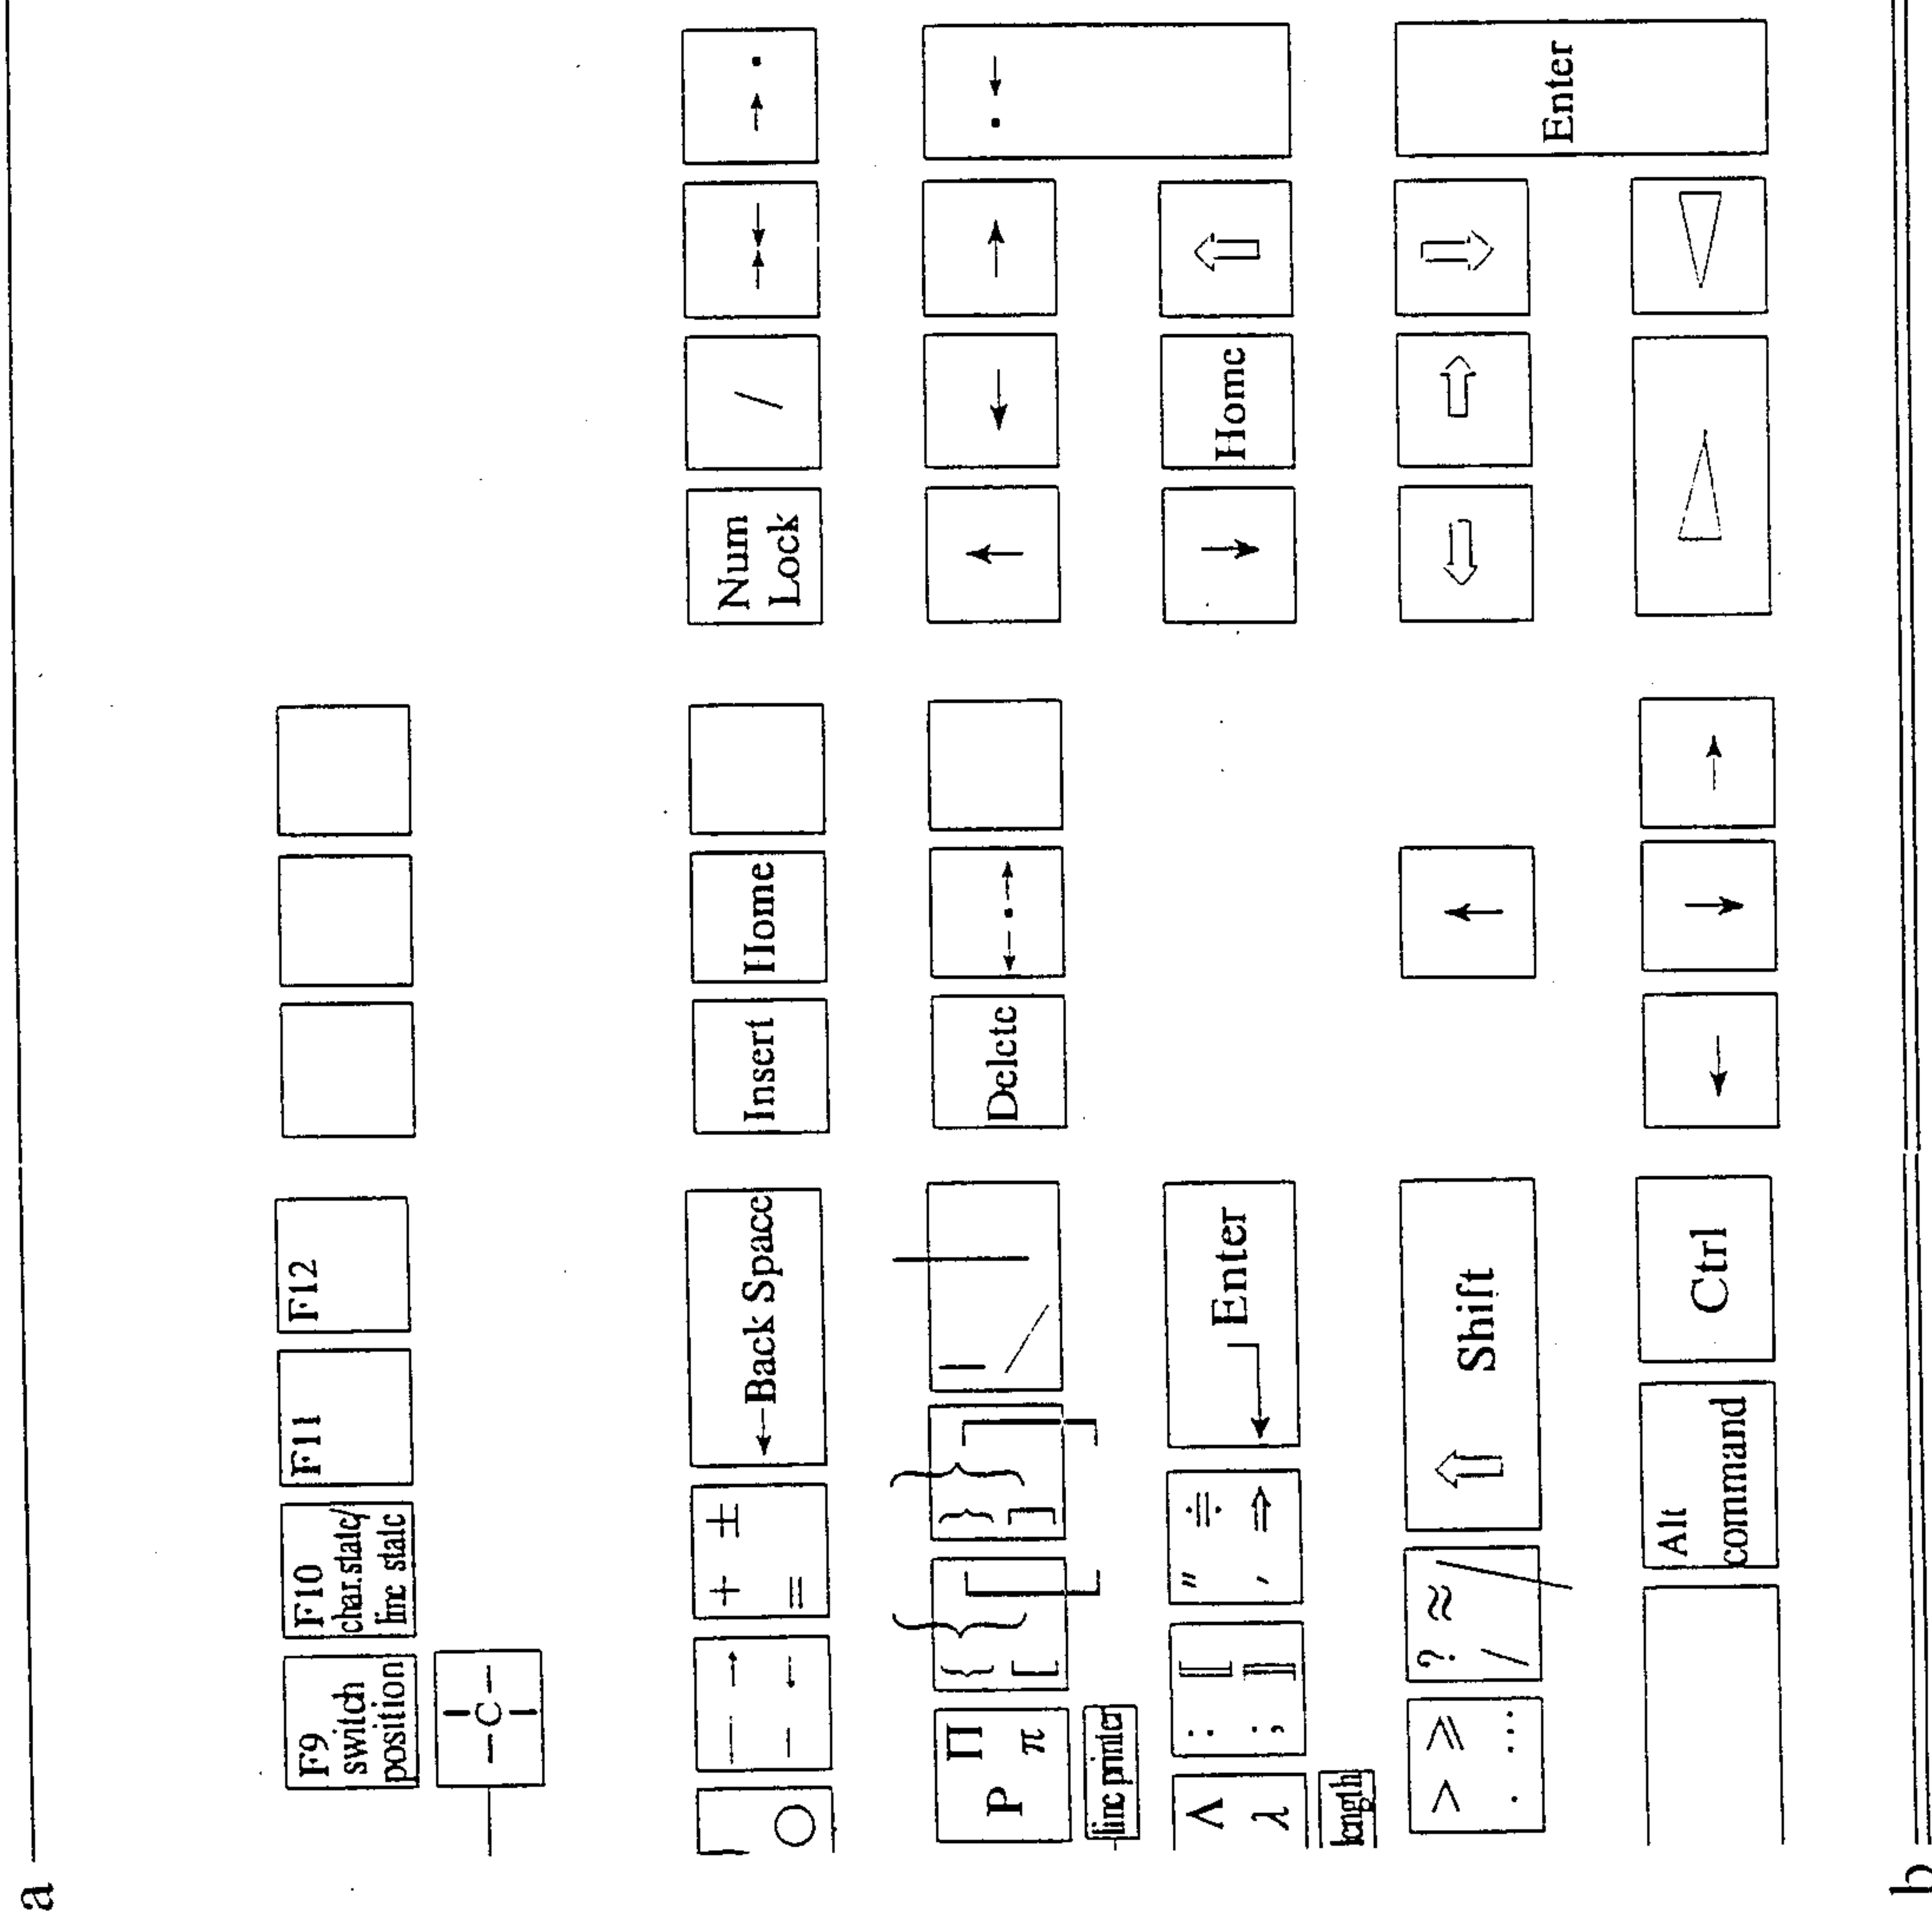 a
F9
switch
position
F10
char.state/
line state
F11
F12
C
+ ±
=
←Back Space
Insert
Home
Num
Lock
/
→ ·
P Π
π
{ {
[ [
} }
] ]
Delete
· ←
line printer
Λ
λ
:
;
" ≑
' ⇒
Enter
Home
length
> ≥
. ...
? ≈
/ /
Shift
Enter
Alt
command
Ctrl
b